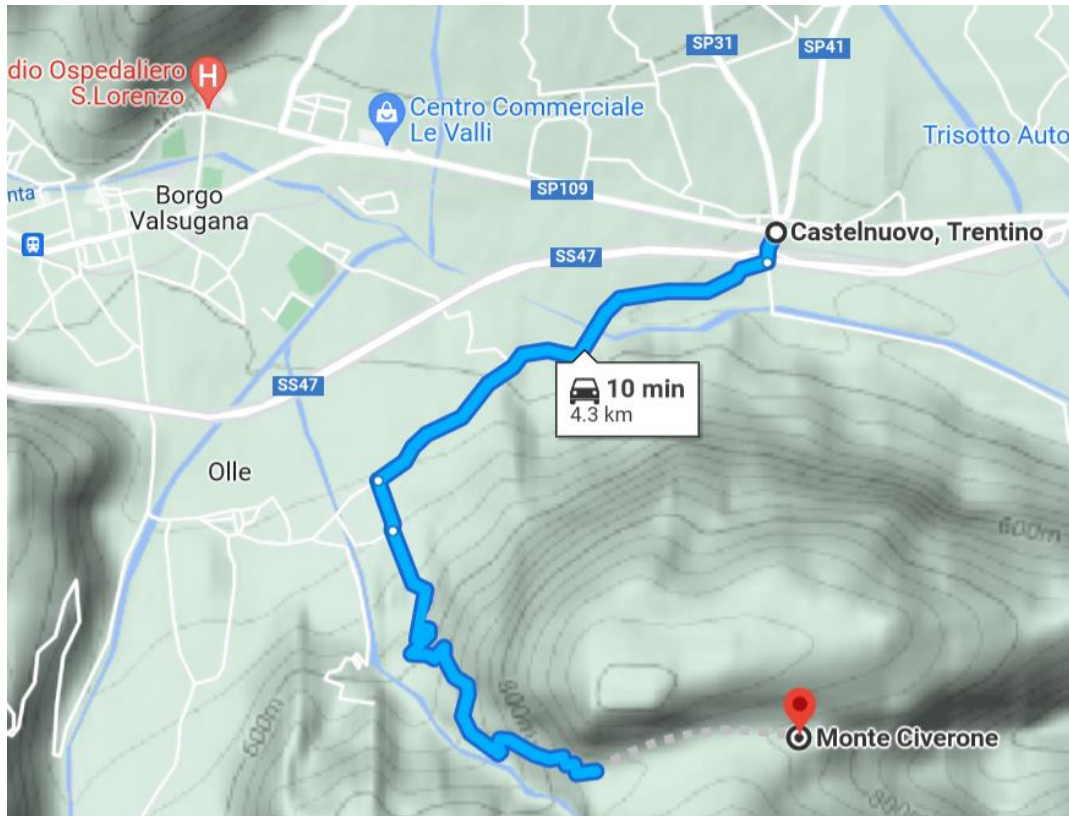 SP31
SP41
dio Ospedaliero
S.Lorenzo
H
Centro Commerciale
Le Valli
Trisotto Auto
nta
Borgo
Valsugana
SP109
Castelnuovo, Trentino
SS47
10 min
4.3 km
SS47
Olle
600m
800m
600m
Monte Civerone
800m